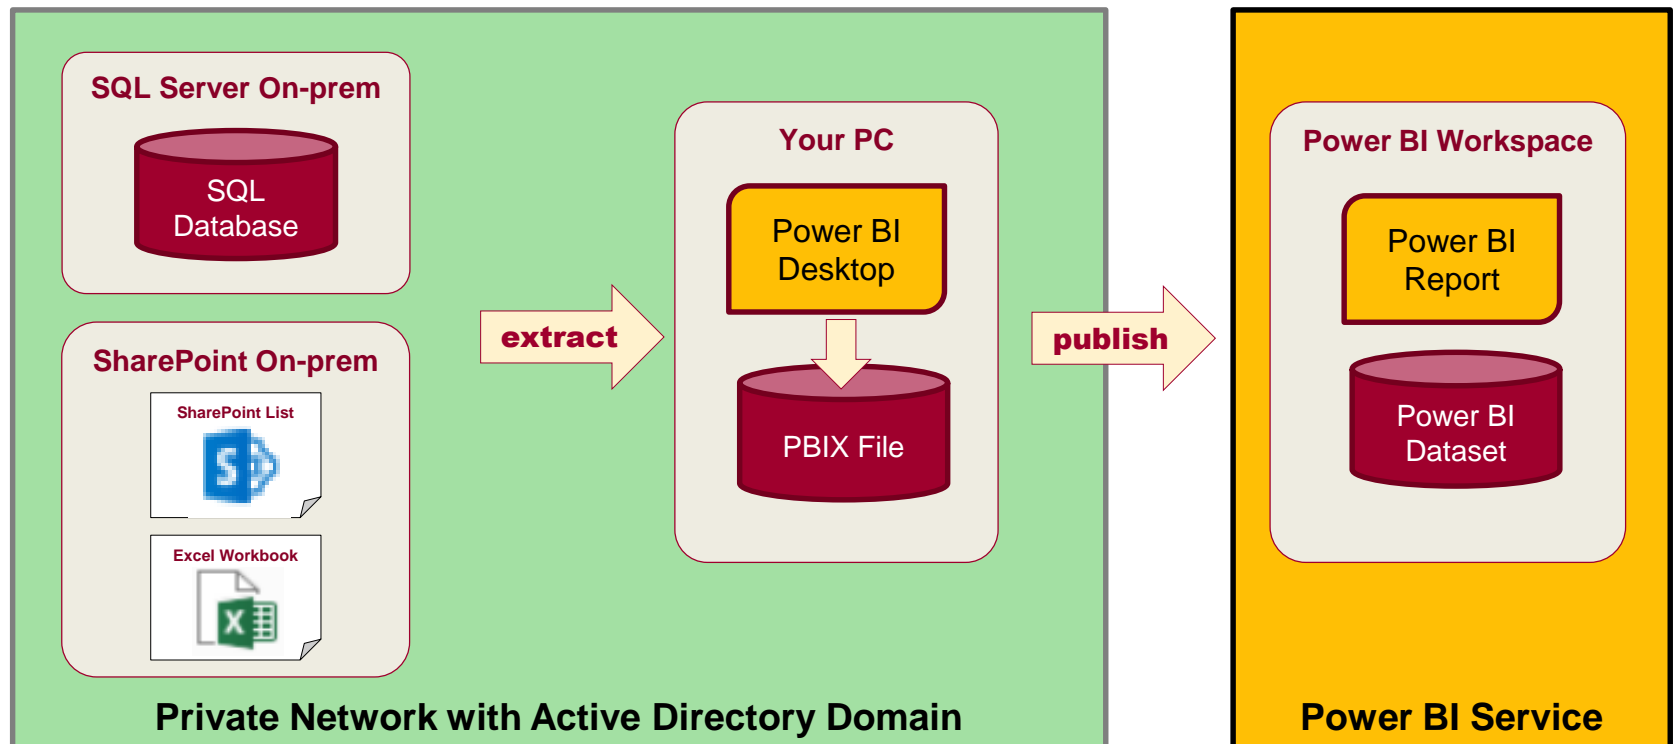 SQL Server On-prem
SQL
Database
SharePoint On-prem
SharePoint List
S
Excel Workbook
X
extract
Your PC
Power BI
Desktop
PBIX File
publish
Power BI Workspace
Power BI
Report
Power BI
Dataset
Private Network with Active Directory Domain
Power BI Service